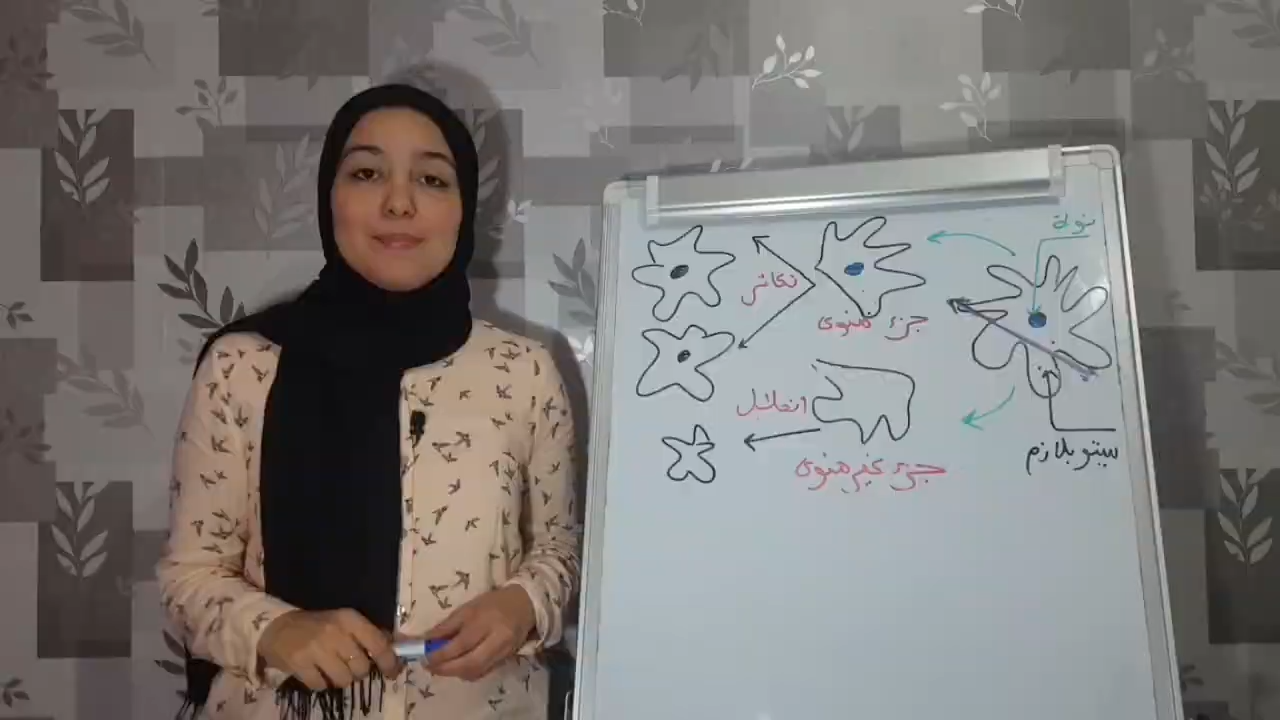 نواة
سيتوبلازم
جزء منوى
تكاثر
جزء غير منوى
انحلال